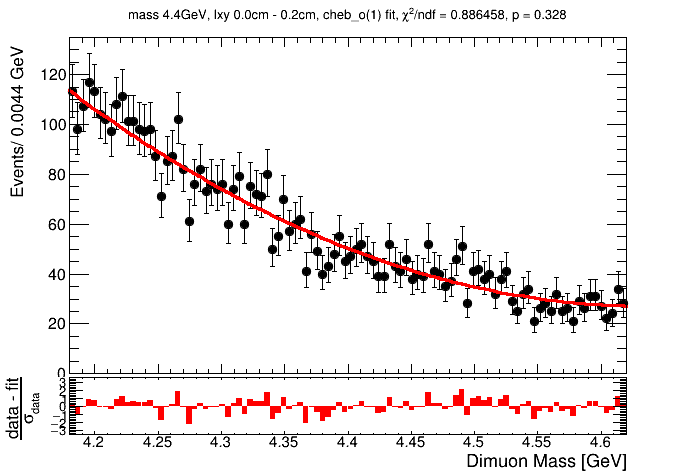 mass 4.4GeV, lxy 0.0cm - 0.2cm, cheb_o(1) fit, χ²/ndf = 0.886458, p = 0.328
Events/ 0.0044 GeV
120
100
80
60
40
20
0
data - fit
σdata
3
2
1
0
−1
−2
−3
4.2 4.25 4.3 4.35 4.4 4.45 4.5 4.55 4.6
Dimuon Mass [GeV]